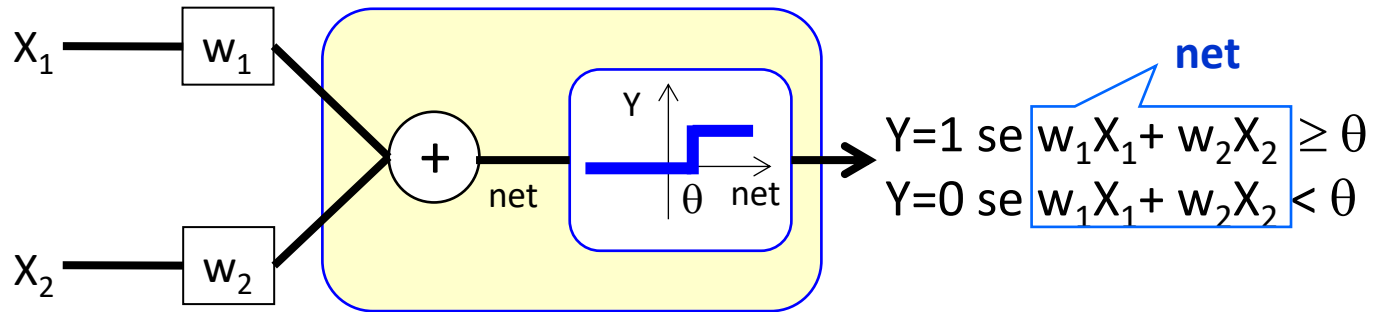 X₁
w₁
X₂
w₂
+
net
Y
θ
net
net
Y=1 se w₁X₁+ w₂X₂ ≥ θ
Y=0 se w₁X₁+ w₂X₂ < θ